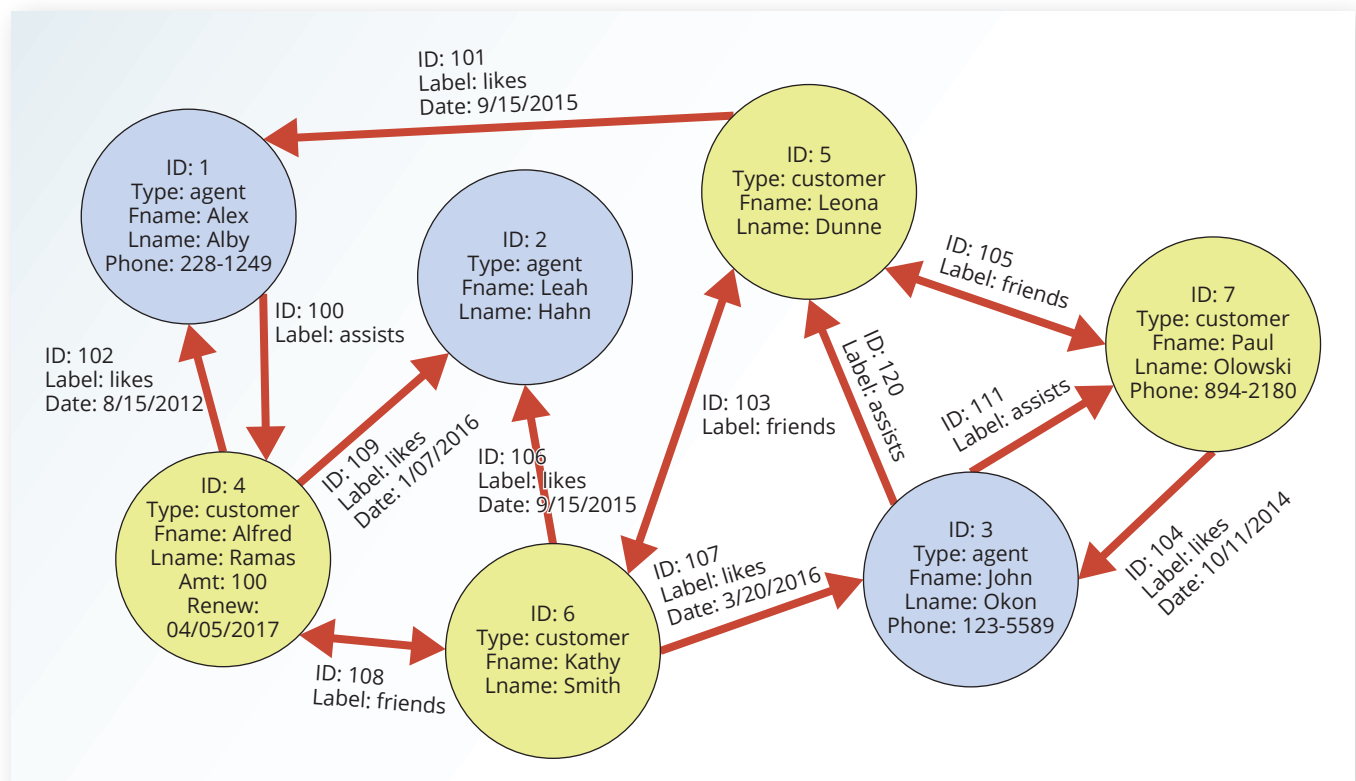 ID: 101
Label: likes
Date: 9/15/2015
ID: 1
Type: agent
Fname: Alex
Lname: Alby
Phone: 228-1249
ID: 2
Type: agent
Fname: Leah
Lname: Hahn
ID: 5
Type: customer
Fname: Leona
Lname: Dunne
ID: 105
Label: friends
ID: 7
Type: customer
Fname: Paul
Lname: Olowski
Phone: 894-2180
ID: 100
Label: assists
ID: 102
Label: likes
Date: 8/15/2012
ID: 109
Label: likes
Date: 1/07/2016
ID: 106
Label: likes
Date: 9/15/2015
ID: 103
Label: friends
ID: 120
Label: assists
ID: 111
Label: assists
ID: 4
Type: customer
Fname: Alfred
Lname: Ramas
Amt: 100
Renew:
04/05/2017
ID: 107
Label: likes
Date: 3/20/2016
ID: 3
Type: agent
Fname: John
Lname: Okon
Phone: 123-5589
ID: 104
Label: likes
Date: 10/11/2014
ID: 6
Type: customer
Fname: Kathy
Lname: Smith
ID: 108
Label: friends